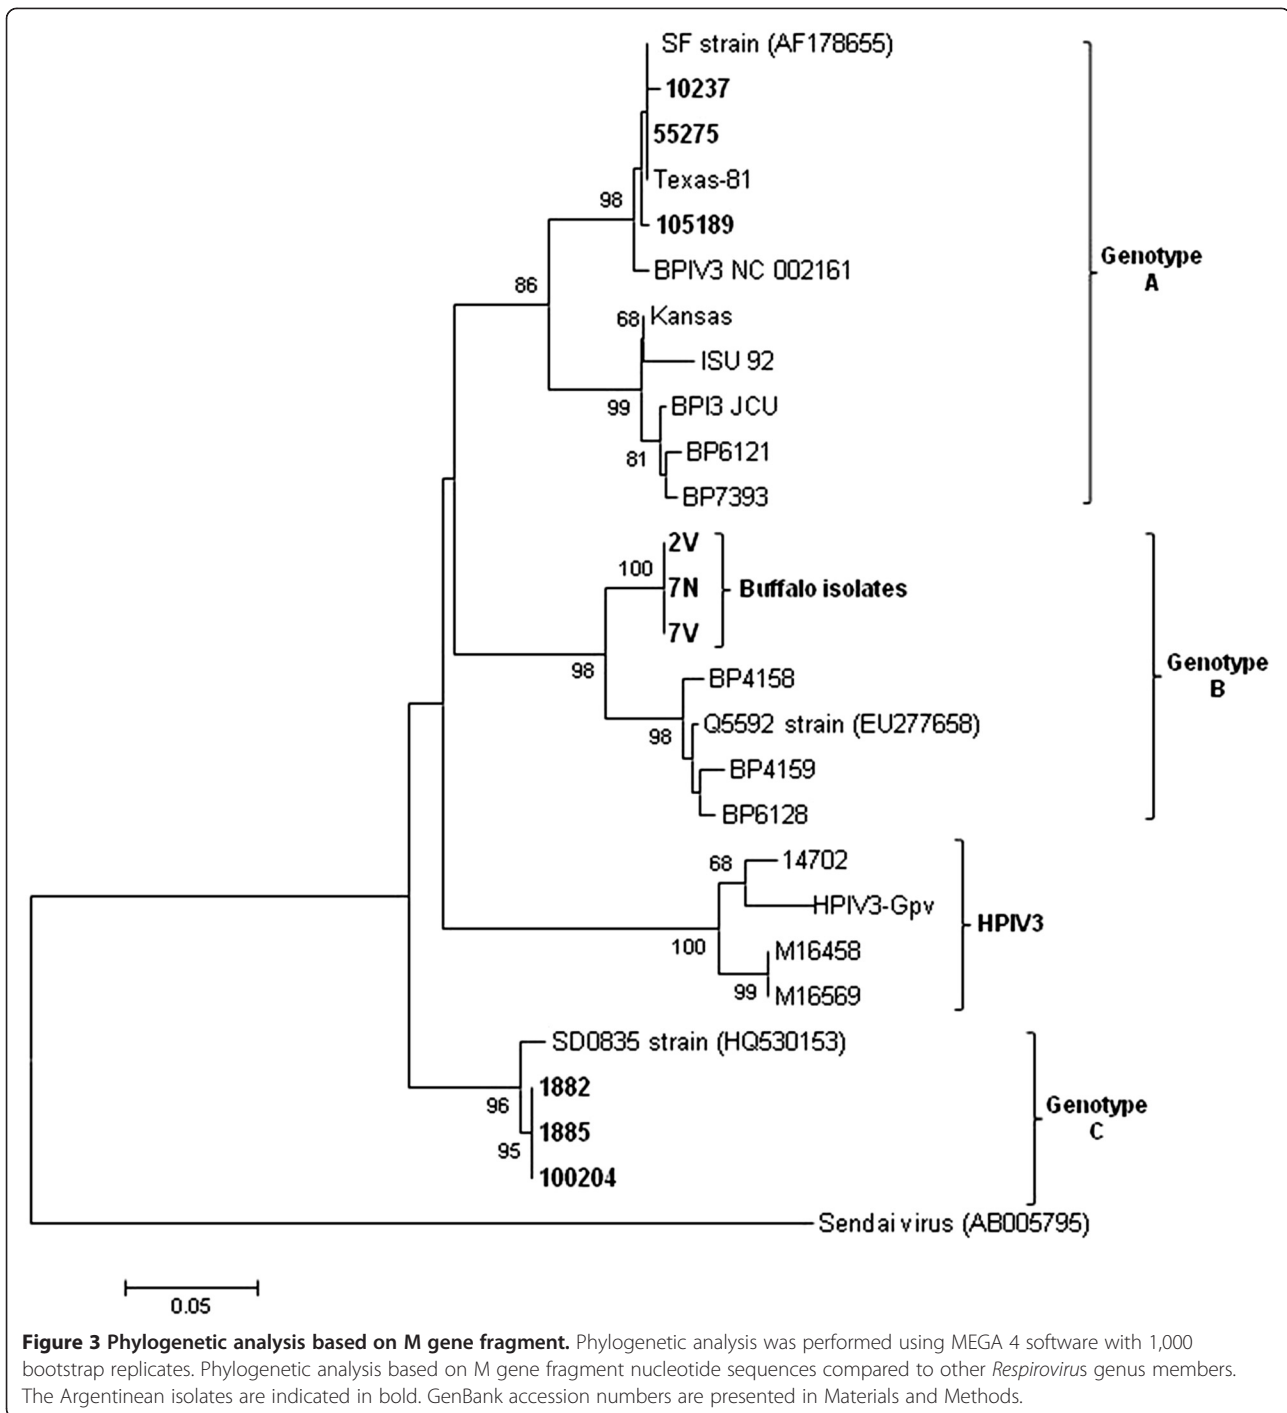 SF strain (AF178655)
10237
55275
Texas-81
98
105189
BPIV3 NC 002161
Genotype
A
86
68
Kansas
ISU 92
99
BPI3 JCU
81
BP6121
BP7393
2V
100
7N
Buffalo isolates
7V
98
BP4158
Genotype
B
98
Q5592 strain (EU277658)
BP4159
BP6128
68
14702
HPIV3-Gpv
HPIV3
100
M16458
99
M16569
SD0835 strain (HQ530153)
96
1882
Genotype
C
95
1885
100204
Sendai virus (AB005795)
0.05
Figure 3 Phylogenetic analysis based on M gene fragment. Phylogenetic analysis was performed using MEGA 4 software with 1,000
bootstrap replicates. Phylogenetic analysis based on M gene fragment nucleotide sequences compared to other Respirovirus genus members.
The Argentinean isolates are indicated in bold. GenBank accession numbers are presented in Materials and Methods.